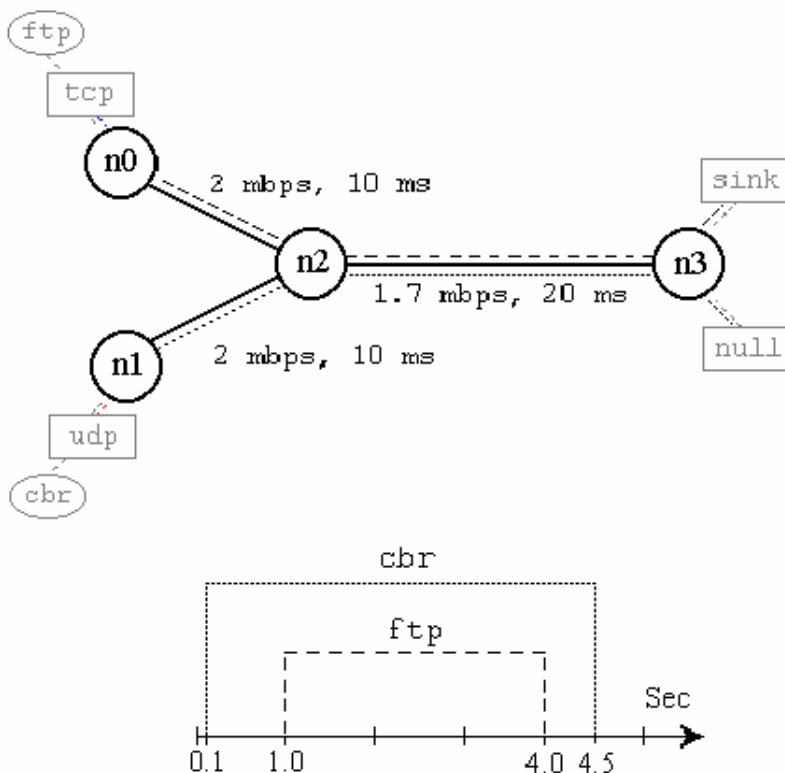 ftp
tcp
n0
2 mbps, 10 ms
sink
n2
n3
1.7 mbps, 20 ms
n1
2 mbps, 10 ms
null
udp
cbr
cbr
ftp
Sec
0.1 1.0 4.0 4.5